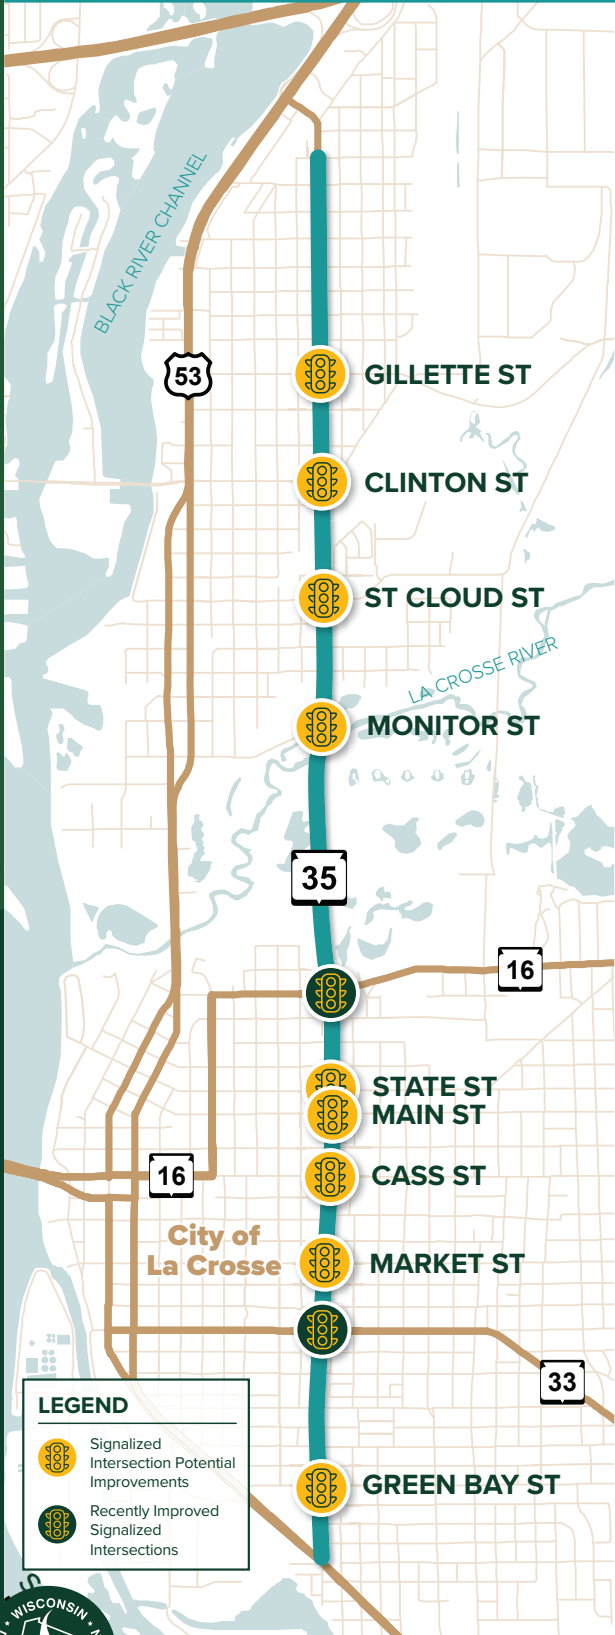 BLACK RIVER CHANNEL
53
GILLETTE ST
CLINTON ST
ST CLOUD ST
LA CROSSE RIVER
MONITOR ST
35
16
STATE ST
MAIN ST
CASS ST
16
City of
La Crosse
MARKET ST
33
LEGEND
Signalized
Intersection Potential
Improvements
Recently Improved
Signalized
Intersections
GREEN BAY ST
WISCONSIN